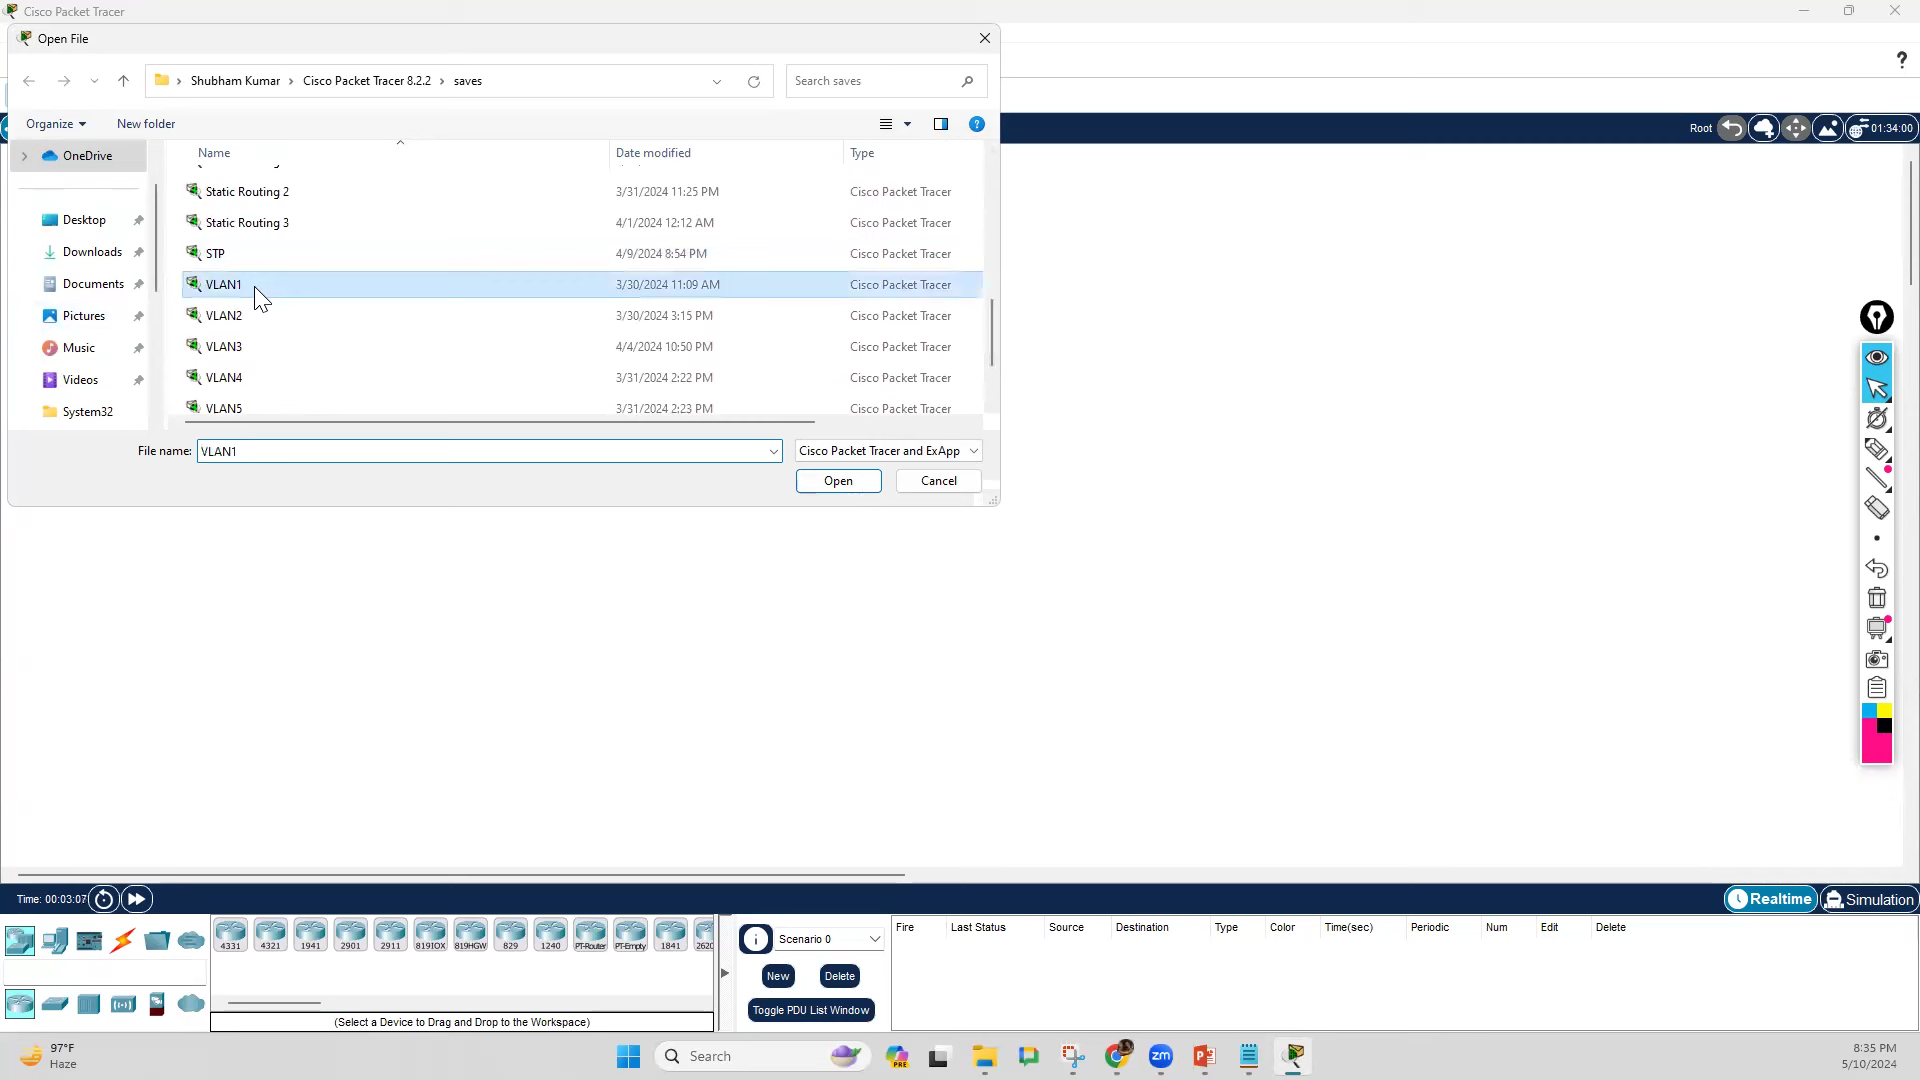 Cisco Packet Tracer
Open File
Shubham Kumar > Cisco Packet Tracer 8.2.2 > saves
Search saves
Organize
New folder
Root
01:34:00
OneDrive
Name Date modified Type
Static Routing 2 3/31/2024 11:25 PM Cisco Packet Tracer
Desktop
Static Routing 3 4/1/2024 12:12 AM Cisco Packet Tracer
Downloads
STP 4/9/2024 8:54 PM Cisco Packet Tracer
Documents
VLAN1 3/30/2024 11:09 AM Cisco Packet Tracer
Pictures
VLAN2 3/30/2024 3:15 PM Cisco Packet Tracer
Music
VLAN3 4/4/2024 10:50 PM Cisco Packet Tracer
Videos
VLAN4 3/31/2024 2:22 PM Cisco Packet Tracer
System32
VLAN5 3/31/2024 2:23 PM Cisco Packet Tracer
File name: VLAN1
Cisco Packet Tracer and ExApp
Open
Cancel
Time: 00:03:07
Realtime
Simulation
4331 4321 1941 2901 2911 819IOX 819HGW 829 1240 PT-Router PT-Empty 1841 2620
(Select a Device to Drag and Drop to the Workspace)
Scenario 0
New
Delete
Toggle PDU List Window
Fire Last Status Source Destination Type Color Time(sec) Periodic Num Edit Delete
97°F
Haze
Search
PRE
zm
8:35 PM
5/10/2024